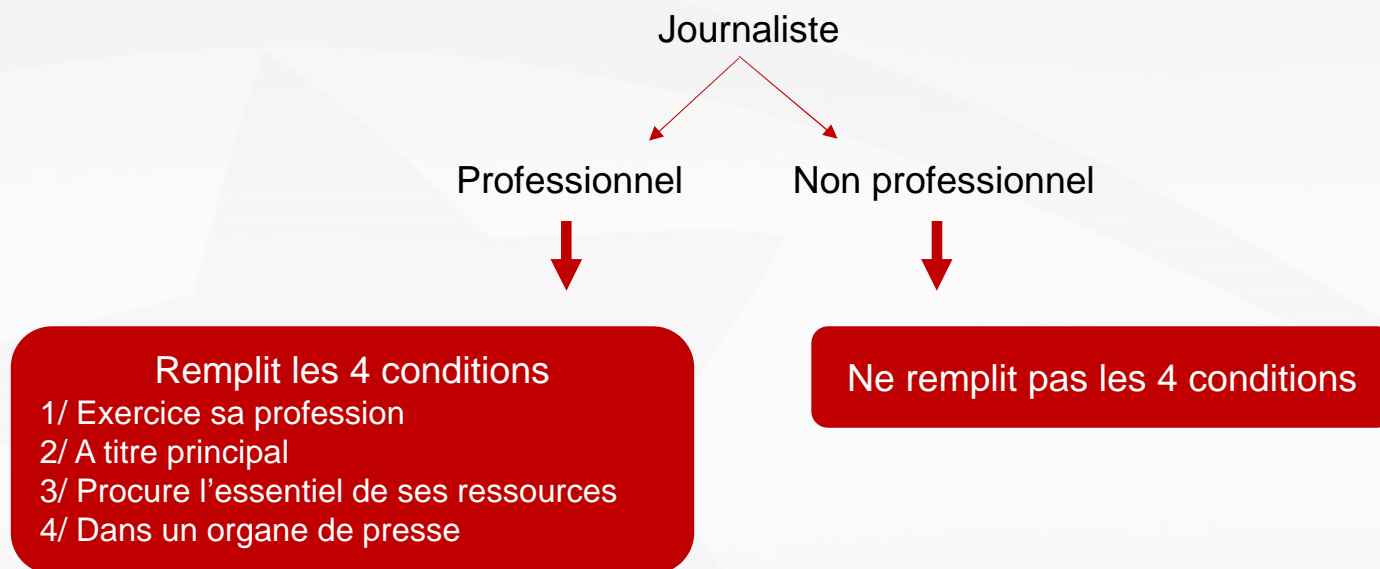 Journaliste
Professionnel
Non professionnel
Remplit les 4 conditions
1/ Exercice sa profession
2/ A titre principal
3/ Procure l’essentiel de ses ressources
4/ Dans un organe de presse
Ne remplit pas les 4 conditions